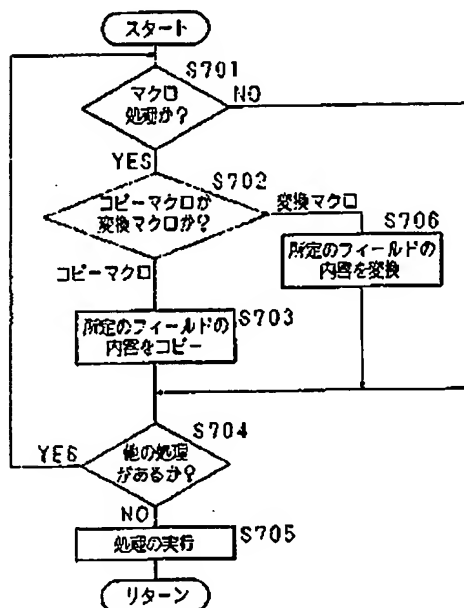 スタート
S701
マクロ
処理か?
NO
YES
S702
コピーマクロか
変換マクロか?
変換マクロ
S706
所定のフィールドの
内容を変換
コピーマクロ
S703
所定のフィールドの
内容をコピー
S704
他の処理
があるか?
YES
NO
S705
処理の実行
リターン